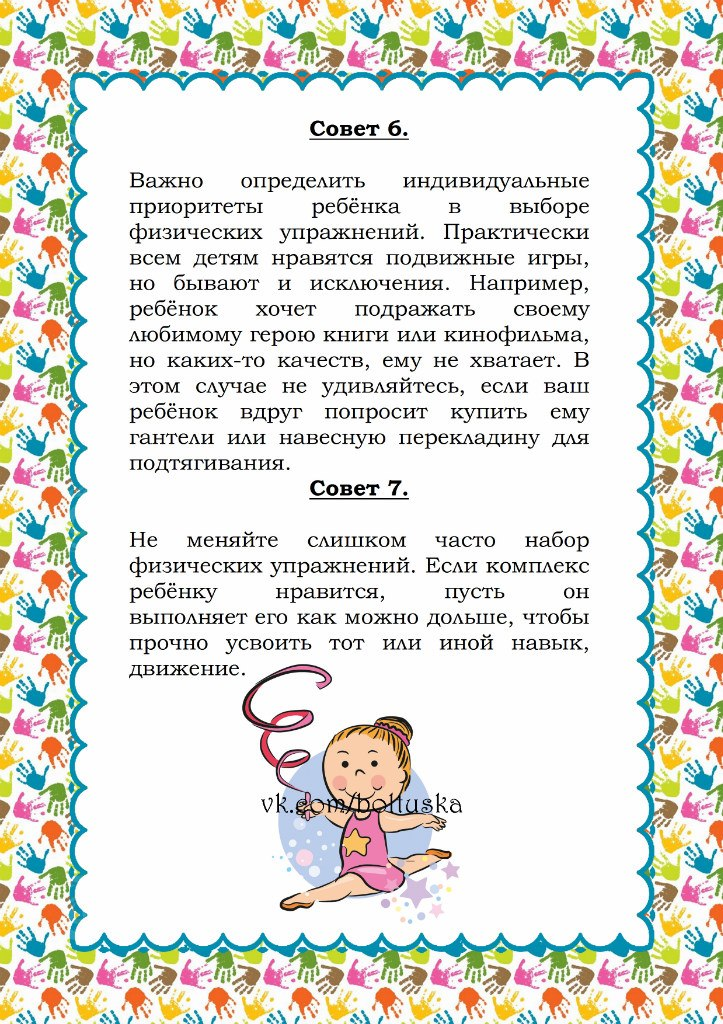 Совет 6.
Важно определить индивидуальные
приоритеты ребёнка в выборе
физических упражнений. Практически
всем детям нравятся подвижные игры,
но бывают и исключения. Например,
ребёнок хочет подражать своему
любимому герою книги или кинофильма,
но каких-то качеств, ему не хватает. В
этом случае не удивляйтесь, если ваш
ребёнок вдруг попросит купить ему
гантели или навесную перекладину для
подтягивания.
Совет 7.
Не меняйте слишком часто набор
физических упражнений. Если комплекс
ребёнку нравится, пусть он
выполняет его как можно дольше, чтобы
прочно усвоить тот или иной навык,
движение.
vk.com/boltuska